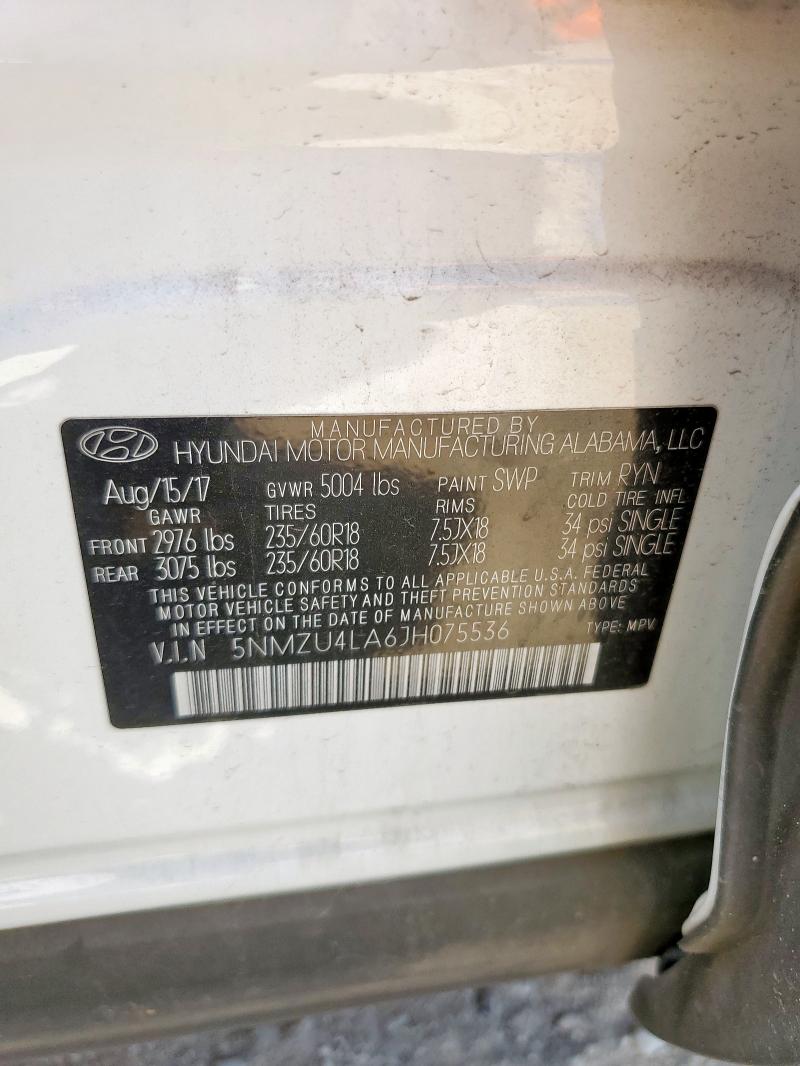 MANUFACTURED BY
HYUNDAI MOTOR MANUFACTURING ALABAMA, LLC
Aug/15/17 GVWR 5004 lbs PAINT SWP TRIM RYN
GAWR TIRES RIMS COLD TIRE INFL
FRONT 2976 lbs 235/60R18 7.5JX18 34 psi SINGLE
REAR 3075 lbs 235/60R18 7.5JX18 34 psi SINGLE
THIS VEHICLE CONFORMS TO ALL APPLICABLE U.S.A. FEDERAL
MOTOR VEHICLE SAFETY AND THEFT PREVENTION STANDARDS
IN EFFECT ON THE DATE OF MANUFACTURE SHOWN ABOVE
V.I.N 5NMZU4LA6JH075536 TYPE: MPV